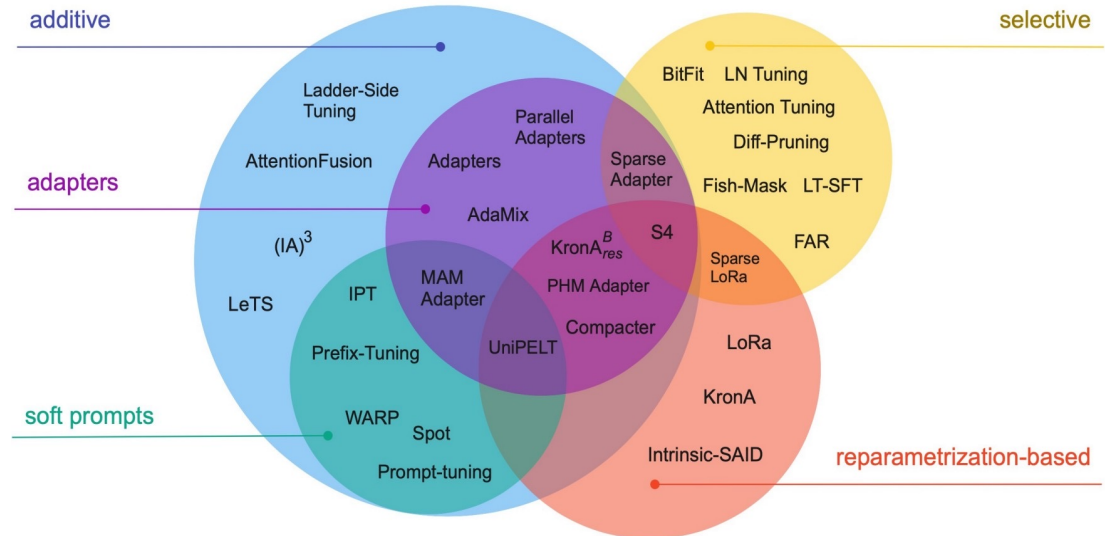 additive
selective
BitFit LN Tuning
Ladder-Side
Tuning
Parallel
Adapters
Attention Tuning
Diff-Pruning
AttentionFusion
Adapters
Sparse
Adapter
adapters
Fish-Mask LT-SFT
AdaMix
(IA)³
KronA^B_res
S4
FAR
Sparse
LoRa
MAM
Adapter
PHM Adapter
IPT
LeTS
Compacter
UniPELT
LoRa
Prefix-Tuning
KronA
soft prompts
WARP
Spot
Intrinsic-SAID
reparametrization-based
Prompt-tuning